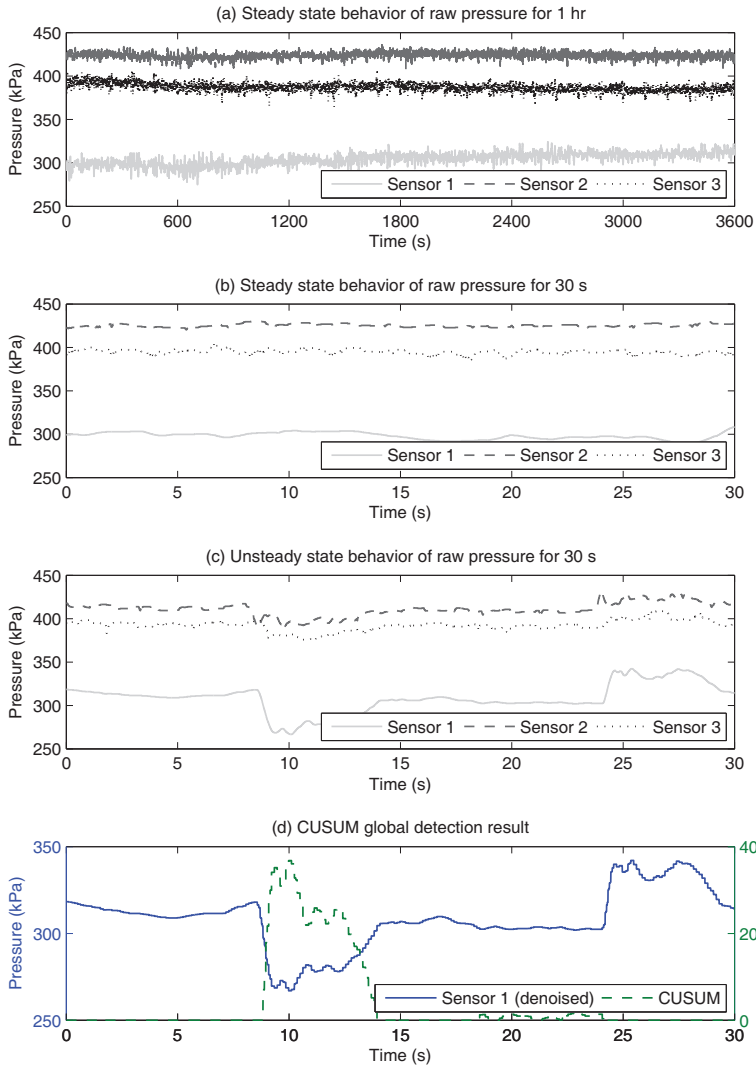 (a) Steady state behavior of raw pressure for 1 hr
450
400
350
300
250
Pressure (kPa)
Sensor 1 Sensor 2 Sensor 3
0 600 1200 1800 2400 3000 3600
Time (s)
(b) Steady state behavior of raw pressure for 30 s
450
400
350
300
250
Pressure (kPa)
Sensor 1 Sensor 2 Sensor 3
0 5 10 15 20 25 30
Time (s)
(c) Unsteady state behavior of raw pressure for 30 s
450
400
350
300
250
Pressure (kPa)
Sensor 1 Sensor 2 Sensor 3
0 5 10 15 20 25 30
Time (s)
(d) CUSUM global detection result
350
300
250
Pressure (kPa)
40
20
0
Sensor 1 (denoised) CUSUM
0 5 10 15 20 25 30
Time (s)